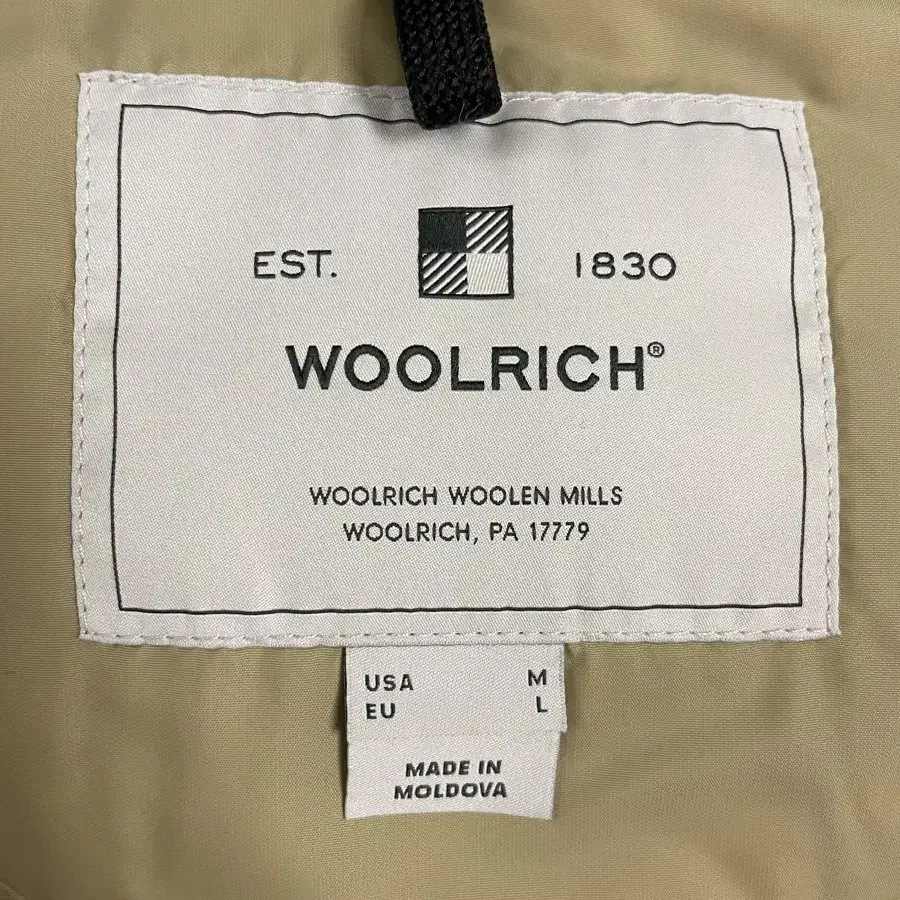 EST. 1830
WOOLRICH®
WOOLRICH WOOLEN MILLS
WOOLRICH, PA 17779
USA M
EU L
MADE IN
MOLDOVA